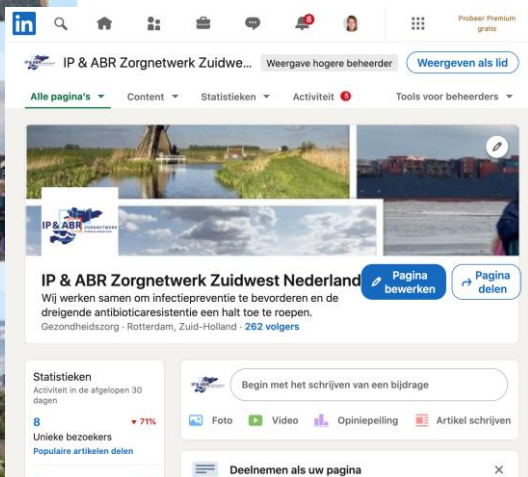 in
8
Probeer Premium
gratis
IP & ABR Zorgnetwerk Zuidwe...
Weergave hogere beheerder
Weergeven als lid
Alle pagina's
Content
Statistieken
Activiteit 8
Tools voor beheerders
IP & ABR
IP & ABR Zorgnetwerk Zuidwest Nederland
Pagina
bewerken
Pagina
delen
Wij werken samen om infectiepreventie te bevorderen en de
dreigende antibioticaresistentie een halt toe te roepen.
Gezondheidszorg · Rotterdam, Zuid-Holland · 262 volgers
Statistieken
Activiteit in de afgelopen 30
dagen
8 ▼ 71%
Unieke bezoekers
Populaire artikelen delen
Begin met het schrijven van een bijdrage
Foto
Video
Opiniepeiling
Artikel schrijven
Deelnemen als uw pagina